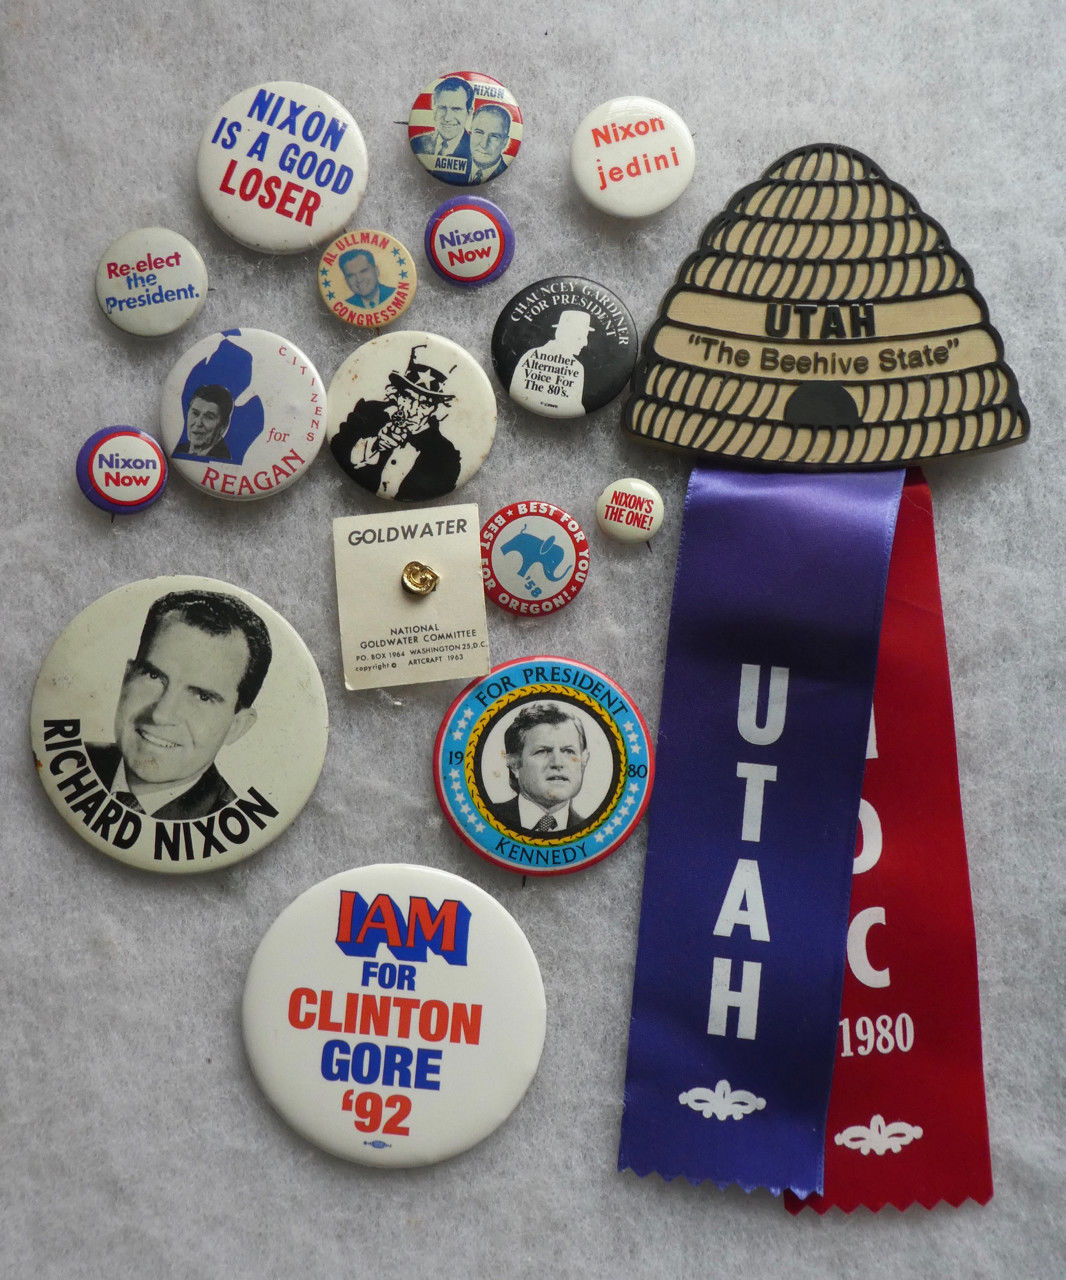 NIXON
IS A GOOD
LOSER
NIXON
AGNEW
Nixon
jedini
Re-elect
the
President.
AL ULLMAN
CONGRESSMAN
Nixon
Now
CHAUNCEY GARDINER
FOR PRESIDENT
Another
Alternative
Voice For
The 80's.
UTAH
"The Beehive State"
CITIZENS
for
REAGAN
Nixon
Now
NIXON'S
THE ONE!
GOLDWATER
G
NATIONAL
GOLDWATER COMMITTEE
P.O. BOX 1964 WASHINGTON 25, D.C.
copyright © ARTCRAFT 1963
BEST FOR YOU
BEST FOR OREGON!
'58
RICHARD NIXON
FOR PRESIDENT
19 80
KENNEDY
UTAH
C
1980
IAM
FOR
CLINTON
GORE
'92